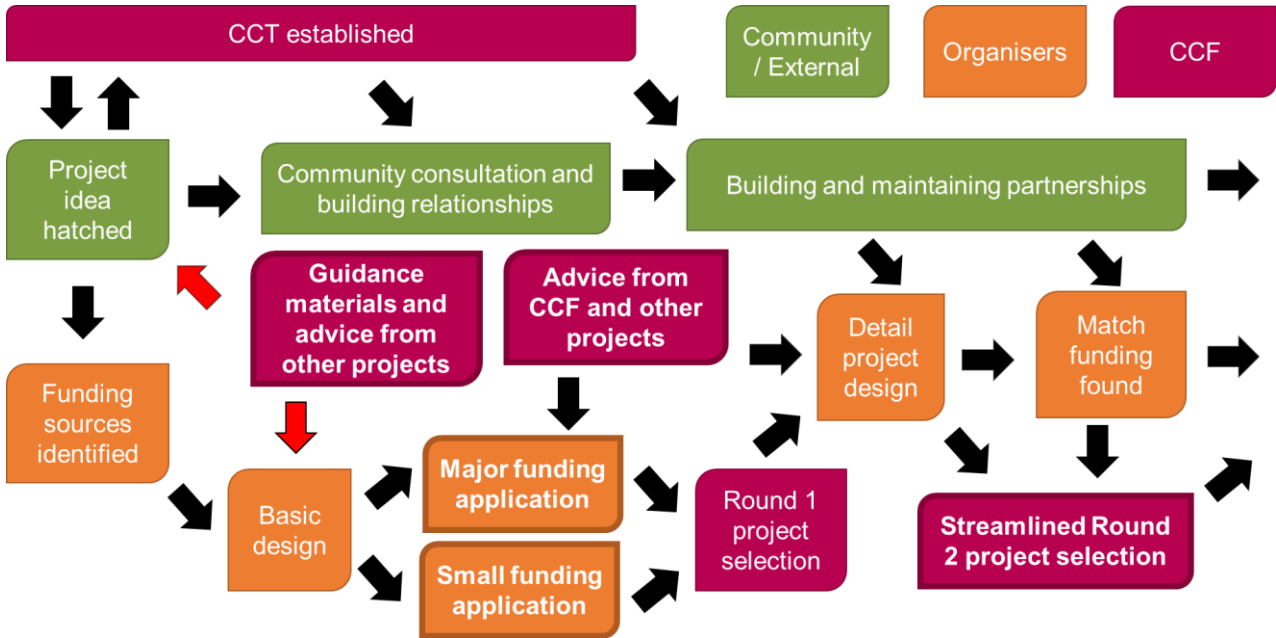 CCT established
Community
/ External
Organisers
CCF
Project
idea
hatched
Community consultation and
building relationships
Building and maintaining partnerships
Guidance
materials and
advice from
other projects
Advice from
CCF and other
projects
Detail
project
design
Match
funding
found
Funding
sources
identified
Basic
design
Major funding
application
Small funding
application
Round 1
project
selection
Streamlined Round
2 project selection